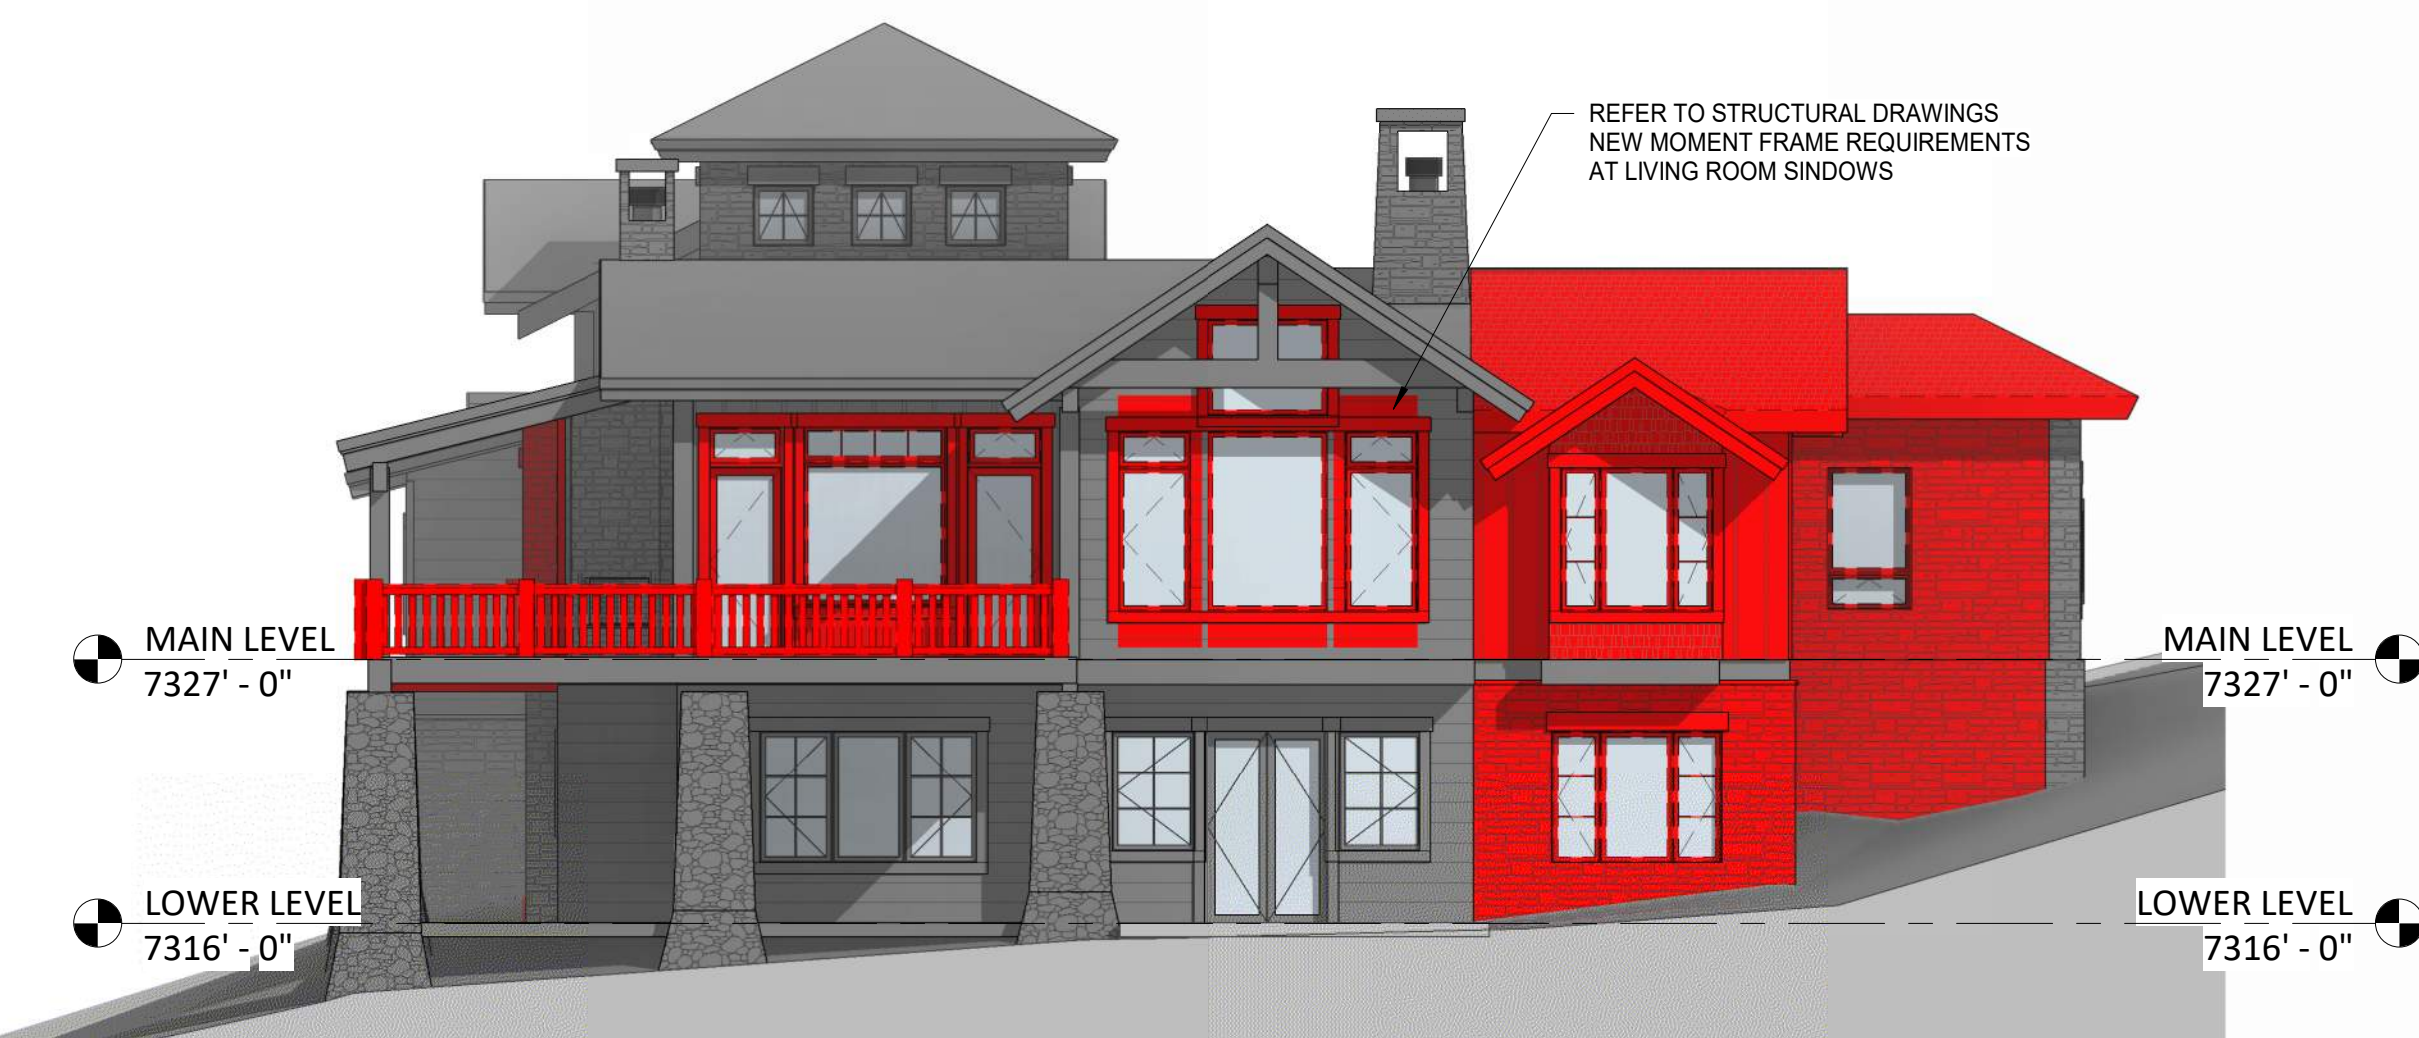 REFER TO STRUCTURAL DRAWINGS
NEW MOMENT FRAME REQUIREMENTS
AT LIVING ROOM SINDOWS
MAIN LEVEL
7327' - 0"
MAIN LEVEL
7327' - 0"
LOWER LEVEL
7316' - 0"
LOWER LEVEL
7316' - 0"